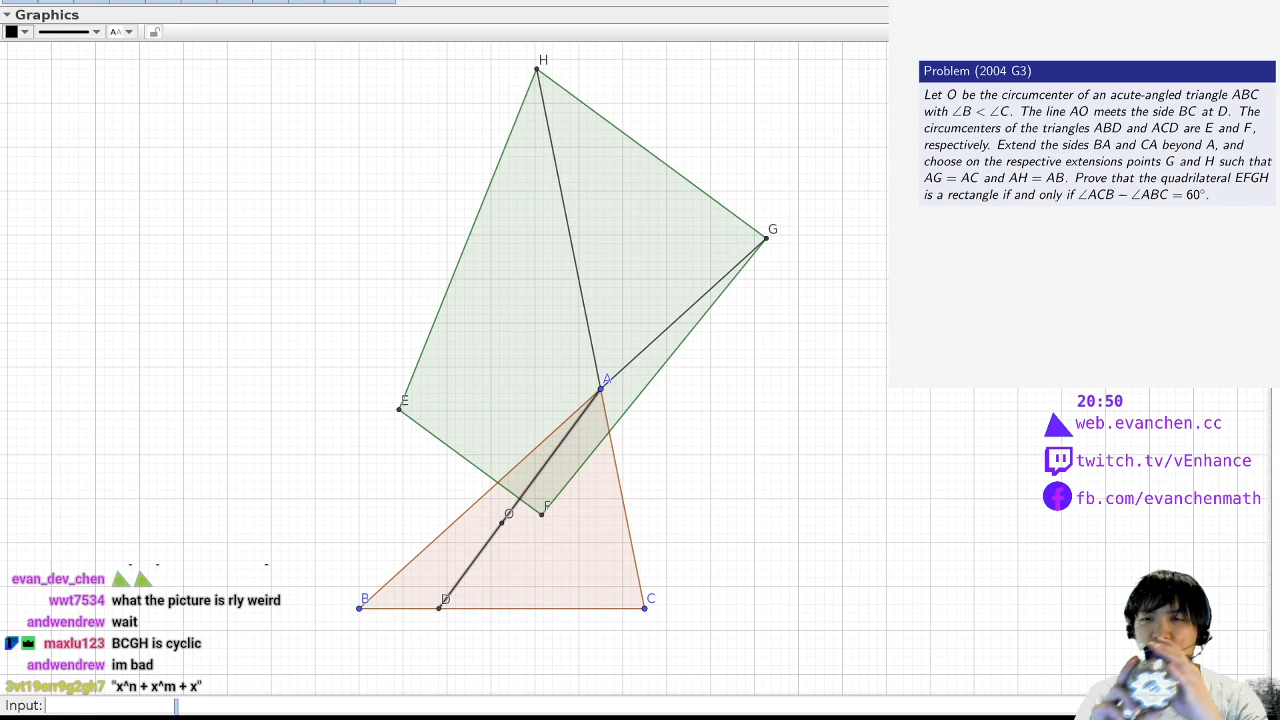 Graphics
AA
Problem (2004 G3)
Let O be the circumcenter of an acute-angled triangle ABC
with ∠B < ∠C. The line AO meets the side BC at D. The
circumcenters of the triangles ABD and ACD are E and F,
respectively. Extend the sides BA and CA beyond A, and
choose on the respective extensions points G and H such that
AG = AC and AH = AB. Prove that the quadrilateral EFGH
is a rectangle if and only if ∠ACB − ∠ABC = 60°.
H
G
A
E
O
F
B
D
C
20:50
web.evanchen.cc
twitch.tv/vEnhance
fb.com/evanchenmath
evan_dev_chen
wwt7534 what the picture is rly weird
andwendrew wait
maxlu123 BCGH is cyclic
andwendrew im bad
3vt19err9g2gh7 "x^n + x^m + x"
Input: